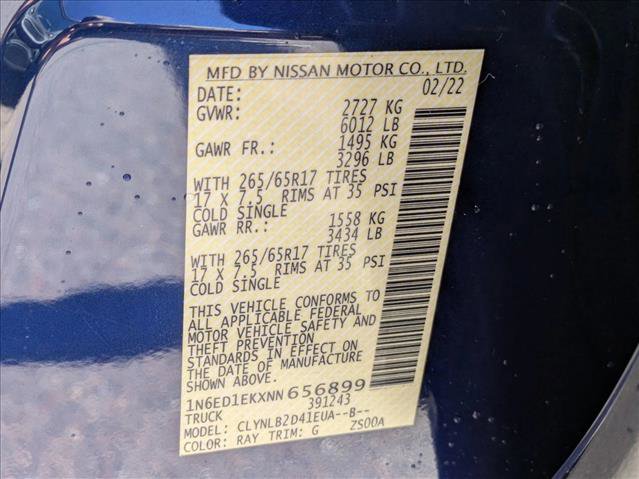 MFD BY NISSAN MOTOR CO., LTD.
DATE: 02/22
GVWR: 2727 KG
6012 LB
GAWR FR.: 1495 KG
3296 LB
WITH 265/65R17 TIRES
17 X 7.5 RIMS AT 35 PSI
COLD SINGLE
GAWR RR.: 1558 KG
3434 LB
WITH 265/65R17 TIRES
17 X 7.5 RIMS AT 35 PSI
COLD SINGLE
THIS VEHICLE CONFORMS TO
ALL APPLICABLE FEDERAL
MOTOR VEHICLE SAFETY AND
THEFT PREVENTION
STANDARDS IN EFFECT ON
THE DATE OF MANUFACTURE
SHOWN ABOVE.
1N6ED1EKXNN656899
TRUCK 391243
MODEL: CLYNLB2D41EUA--B--
COLOR: RAY TRIM: G ZS00A